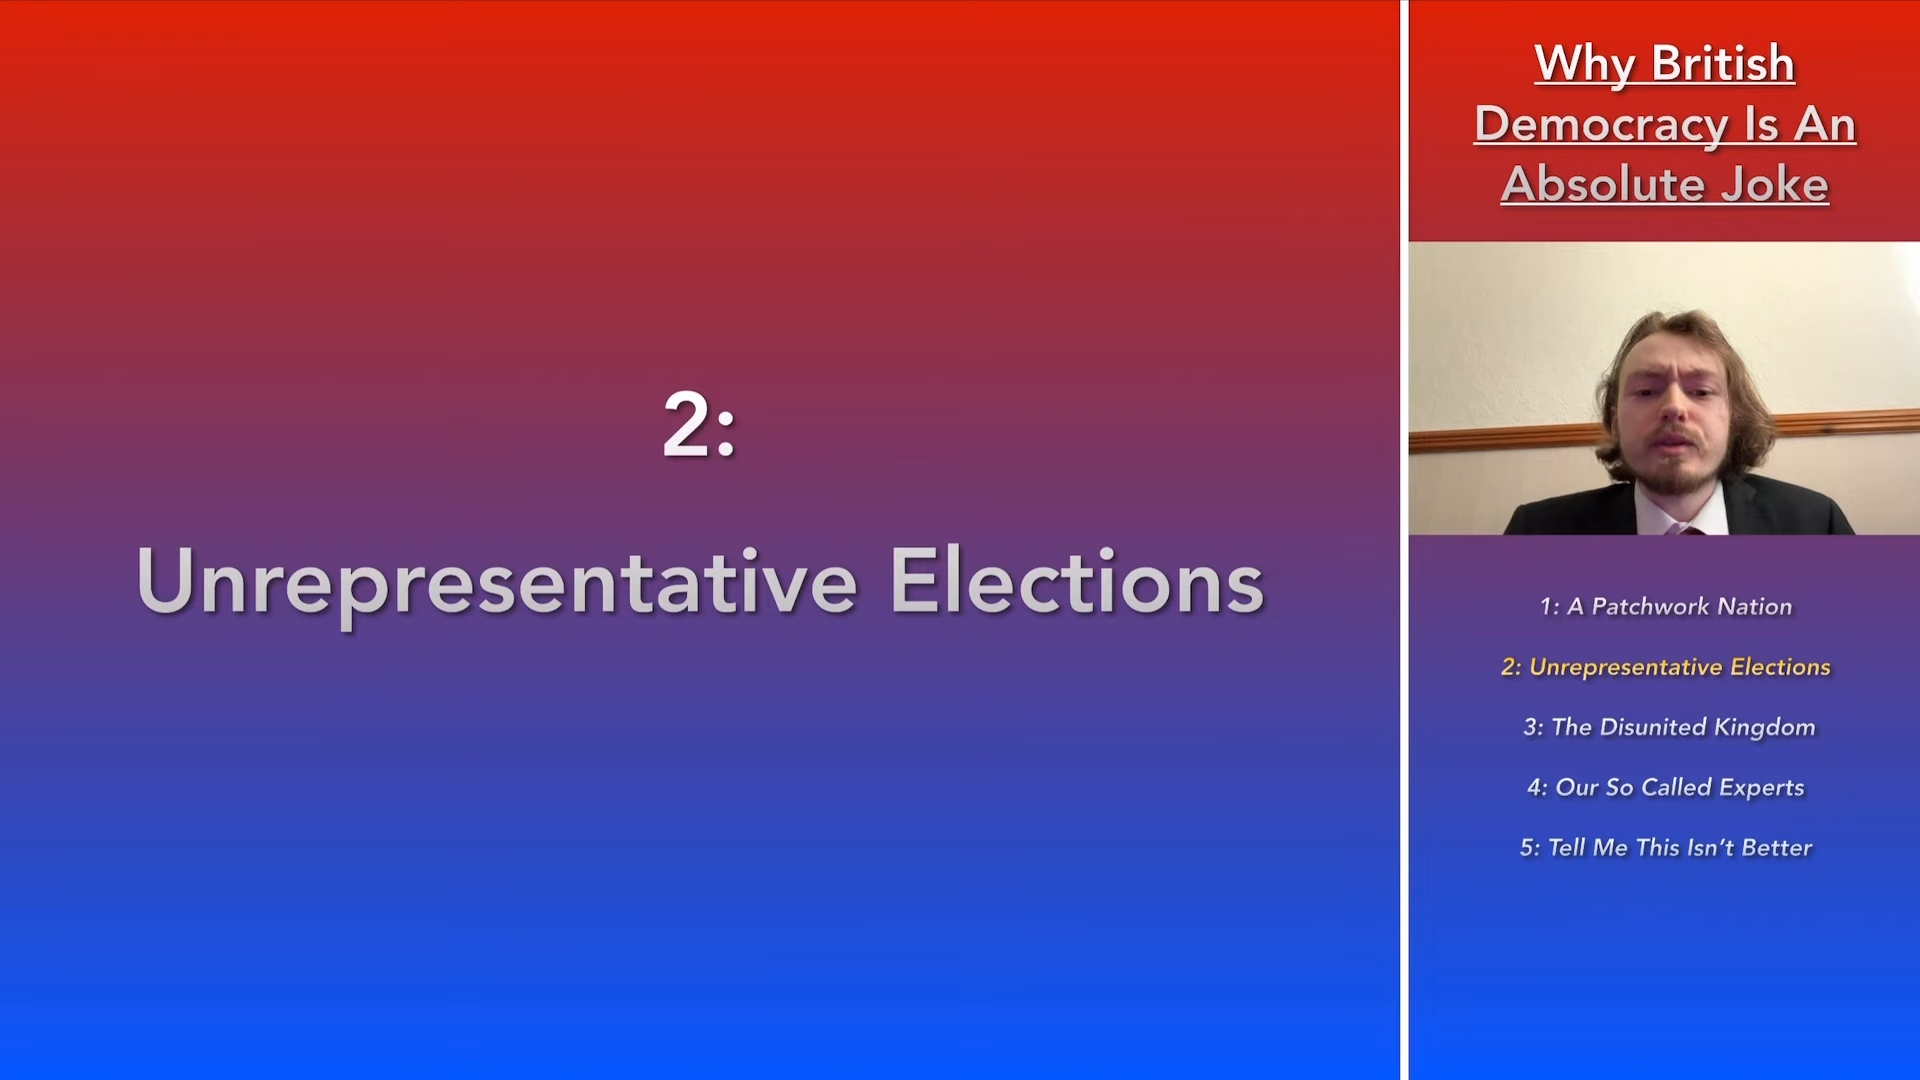 2:
Unrepresentative Elections
Why British
Democracy Is An
Absolute Joke
1: A Patchwork Nation
2: Unrepresentative Elections
3: The Disunited Kingdom
4: Our So Called Experts
5: Tell Me This Isn’t Better